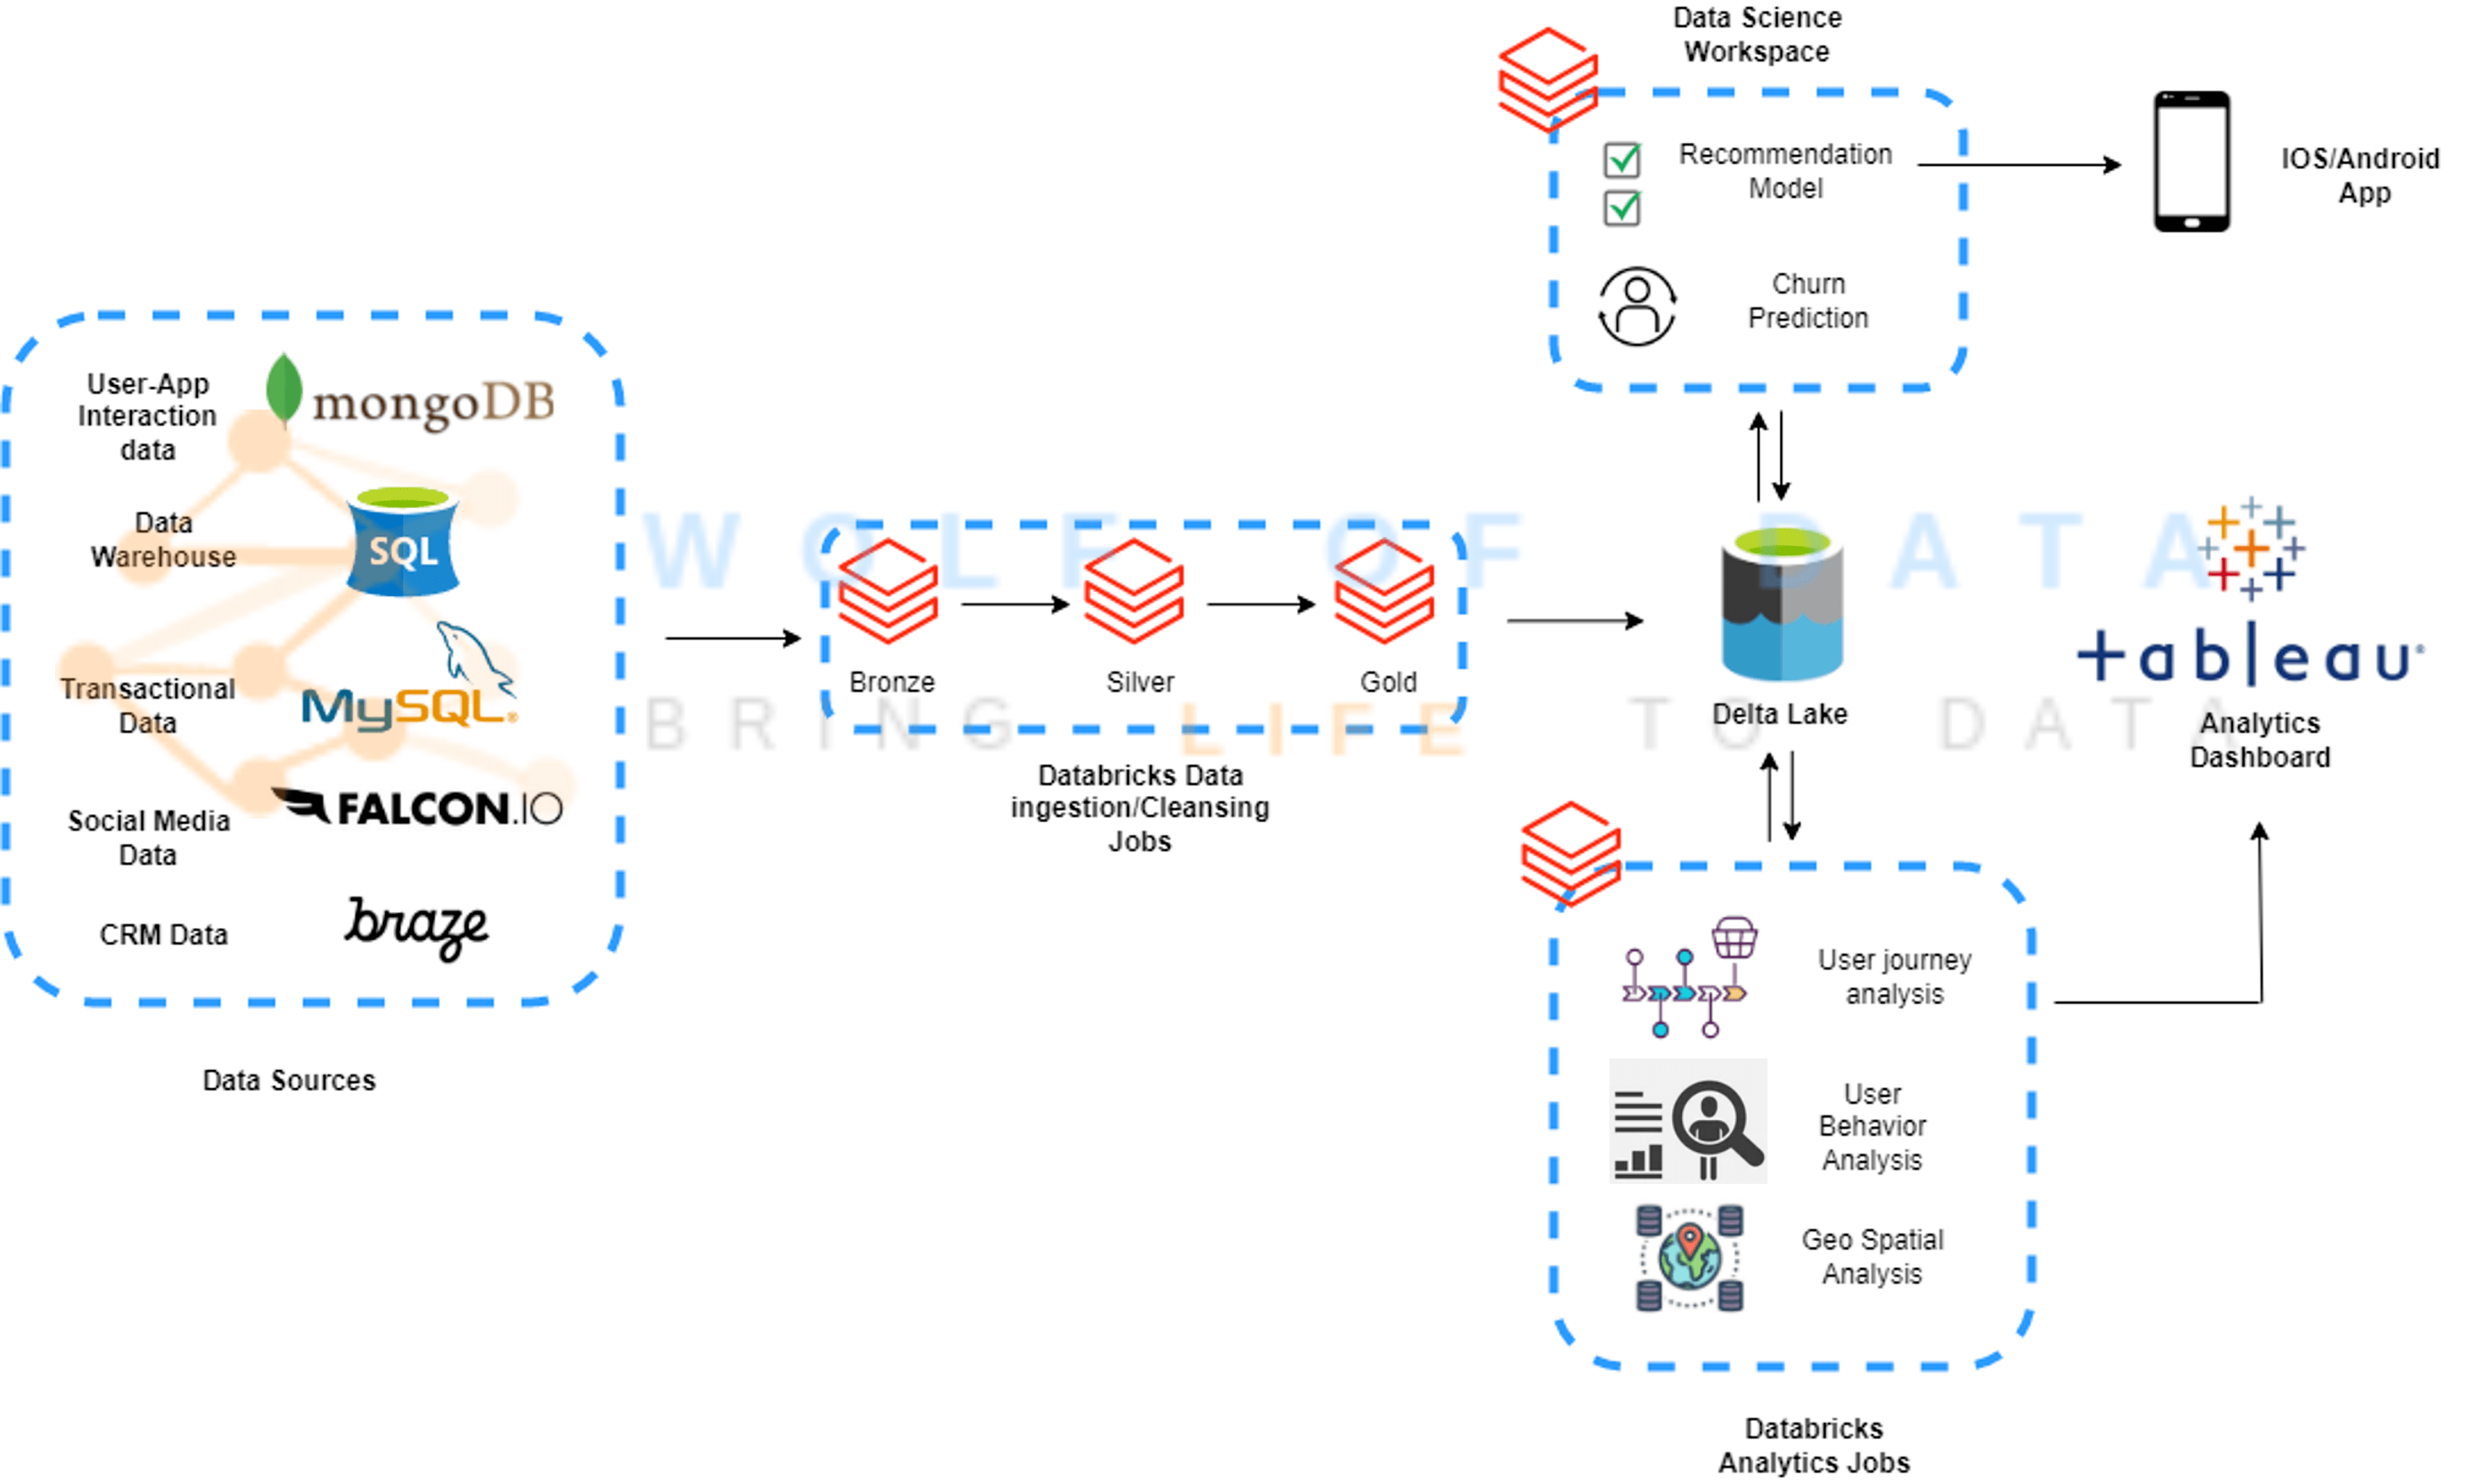 Data Science
Workspace
Recommendation
Model
Churn
Prediction
IOS/Android
App
User-App
Interaction
data
mongoDB
Data
Warehouse
SQL
Transactional
Data
MySQL®
Social Media
Data
FALCON.IO
CRM Data
braze
Data Sources
WOLF OF DATA
BRING LIFE TO DATA
Bronze
Silver
Gold
Databricks Data
ingestion/Cleansing
Jobs
Delta Lake
+ableau®
Analytics
Dashboard
User journey
analysis
User
Behavior
Analysis
Geo Spatial
Analysis
Databricks
Analytics Jobs